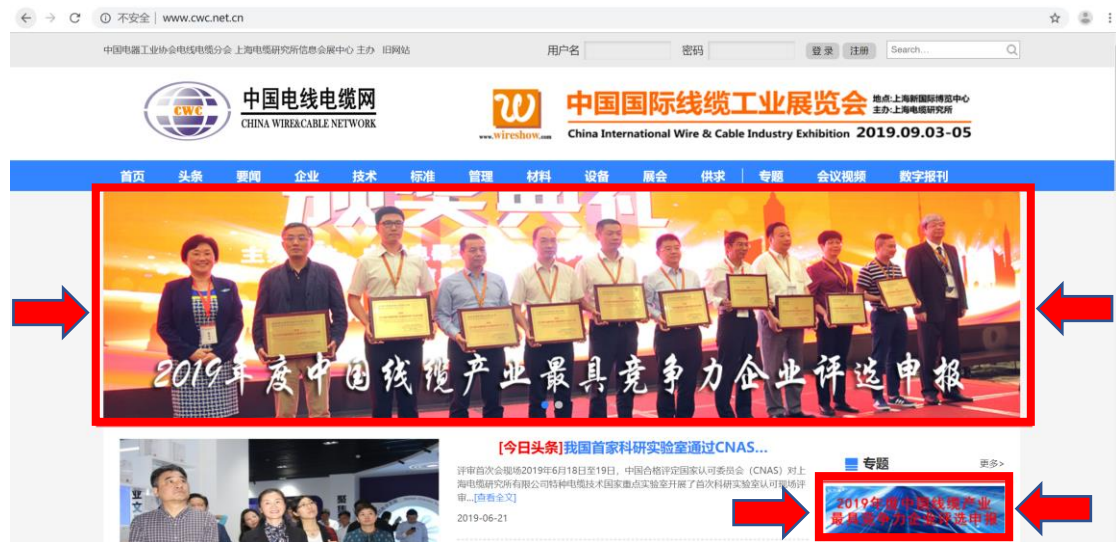 不安全 | www.cwc.net.cn
中国电器工业协会电线电缆分会 上海电缆研究所信息会展中心 主办 旧网站
用户名
密码
登 录
注册
Search...
CWC
中国电线电缆网
CHINA WIRE&CABLE NETWORK
www.wireshow.com
中国国际线缆工业展览会
地点:上海新国际博览中心
主办:上海电缆研究所
China International Wire & Cable Industry Exhibition 2019.09.03-05
首页 头条 要闻 企业 技术 标准 管理 材料 设备 展会 供求 专题 会议视频 数字报刊
颁奖典礼
2019年度中国线缆产业最具竞争力企业评选申报
[今日头条]我国首家科研实验室通过CNAS...
评审首次会现场2019年6月18日至19日，中国合格评定国家认可委员会（CNAS）对上
海电缆研究所有限公司特种电缆技术国家重点实验室开展了首次科研实验室认可现场评
审...[查看全文]
2019-06-21
专题
更多>
2019年度中国线缆产业
最具竞争力企业评选申报